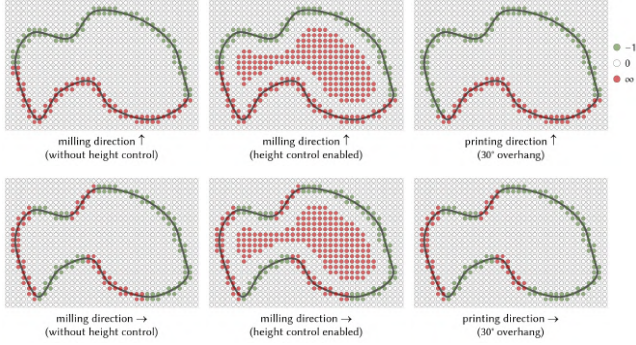 −1
0
∞
milling direction ↑
(without height control)
milling direction ↑
(height control enabled)
printing direction ↑
(30° overhang)
milling direction →
(without height control)
milling direction →
(height control enabled)
printing direction →
(30° overhang)